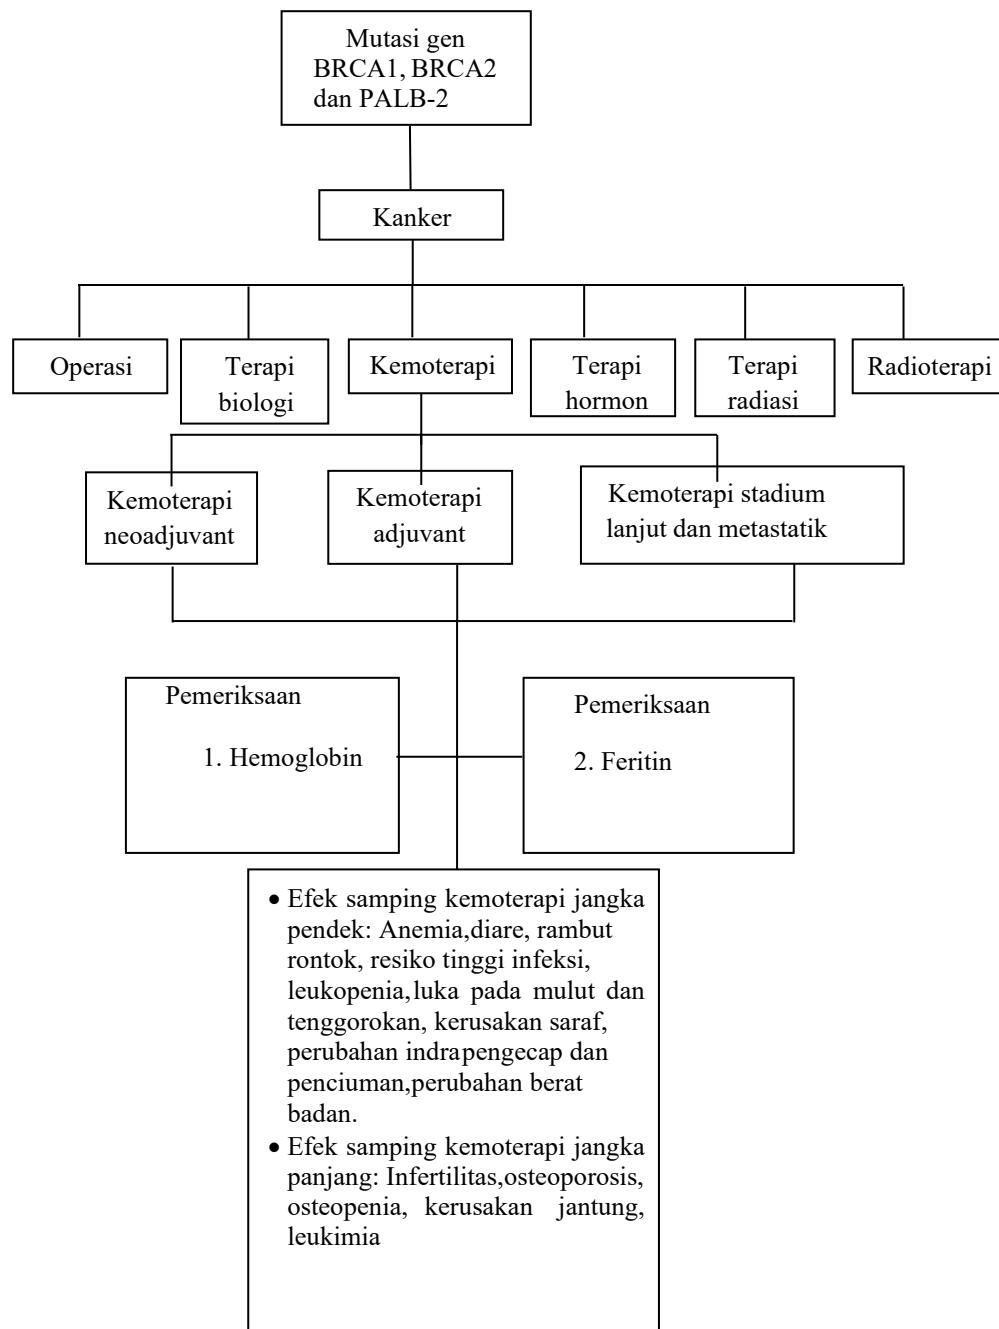 Mutasi gen
BRCA1, BRCA2
dan PALB-2
Kanker
Operasi
Terapi
biologi
Kemoterapi
Terapi
hormon
Terapi
radiasi
Radioterapi
Kemoterapi
neoadjuvant
Kemoterapi
adjuvant
Kemoterapi stadium
lanjut dan metastatik
Pemeriksaan
1. Hemoglobin
Pemeriksaan
2. Feritin
• Efek samping kemoterapi jangka
pendek: Anemia,diare, rambut
rontok, resiko tinggi infeksi,
leukopenia,luka pada mulut dan
tenggorokan, kerusakan saraf,
perubahan indrapengecap dan
penciuman,perubahan berat
badan.
• Efek samping kemoterapi jangka
panjang: Infertilitas,osteoporosis,
osteopenia, kerusakan jantung,
leukimia